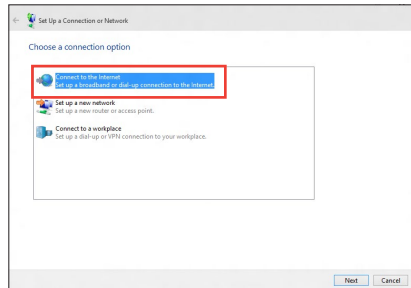 Set Up a Connection or Network
Choose a connection option
Connect to the Internet
Set up a broadband or dial-up connection to the Internet.
Set up a new network
Set up a new router or access point.
Connect to a workplace
Set up a dial-up or VPN connection to your workplace.
Next Cancel